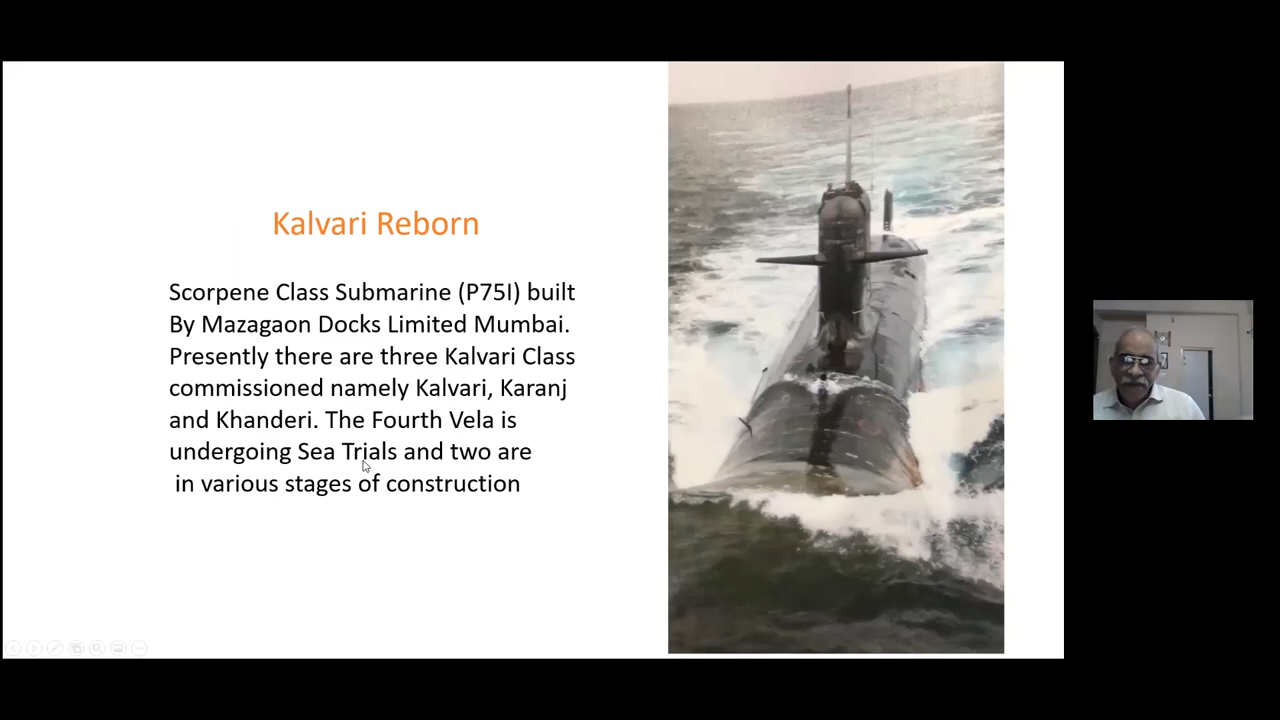 Kalvari Reborn
Scorpene Class Submarine (P75I) built
By Mazagaon Docks Limited Mumbai.
Presently there are three Kalvari Class
commissioned namely Kalvari, Karanj
and Khanderi. The Fourth Vela is
undergoing Sea Trials and two are
in various stages of construction